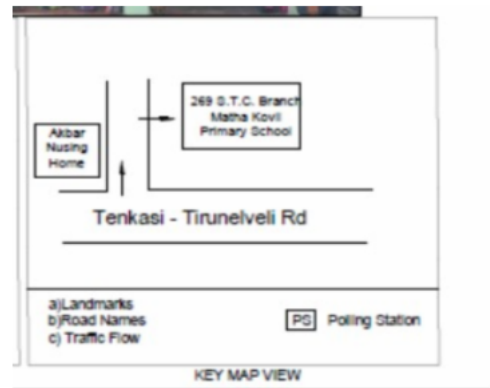 269 S.T.C. Branch
Matha Kovil
Primary School
Akbar
Nusing
Home
Tenkasi - Tirunelveli Rd
a)Landmarks
b)Road Names
c) Traffic Flow
PS Polling Station
KEY MAP VIEW